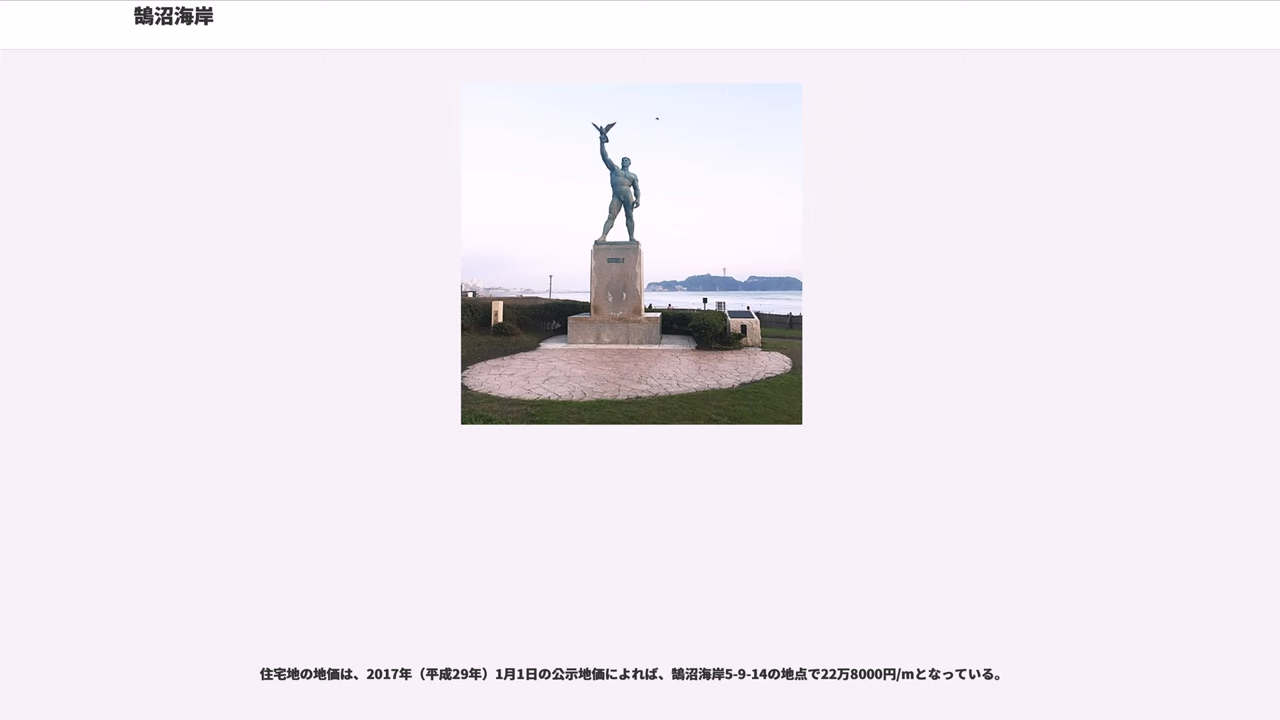 鵠沼海岸
住宅地の地価は、2017年（平成29年）1月1日の公示地価によれば、鵠沼海岸5-9-14の地点で22万8000円/mとなっている。